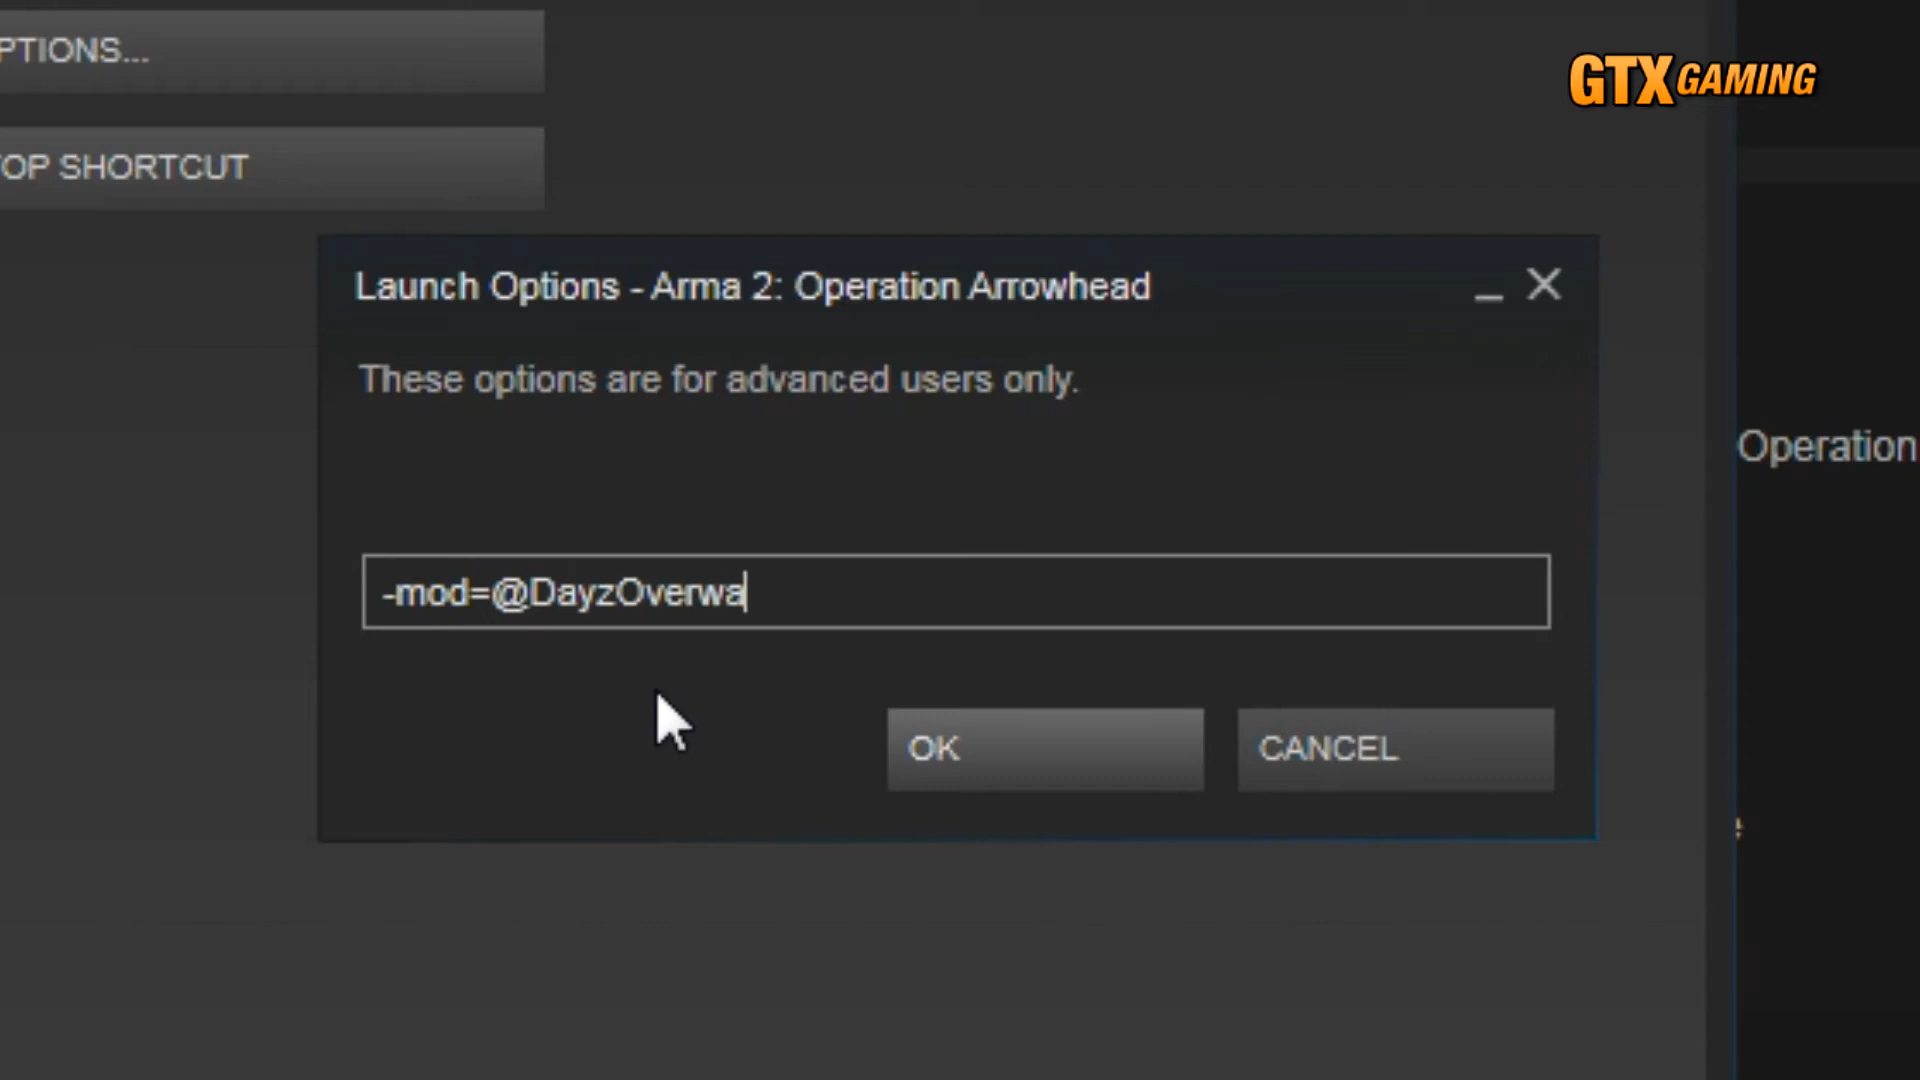 PTIONS...
GTX GAMING
TOP SHORTCUT
Launch Options - Arma 2: Operation Arrowhead
These options are for advanced users only.
Operation
-mod=@DayzOverwa
OK
CANCEL